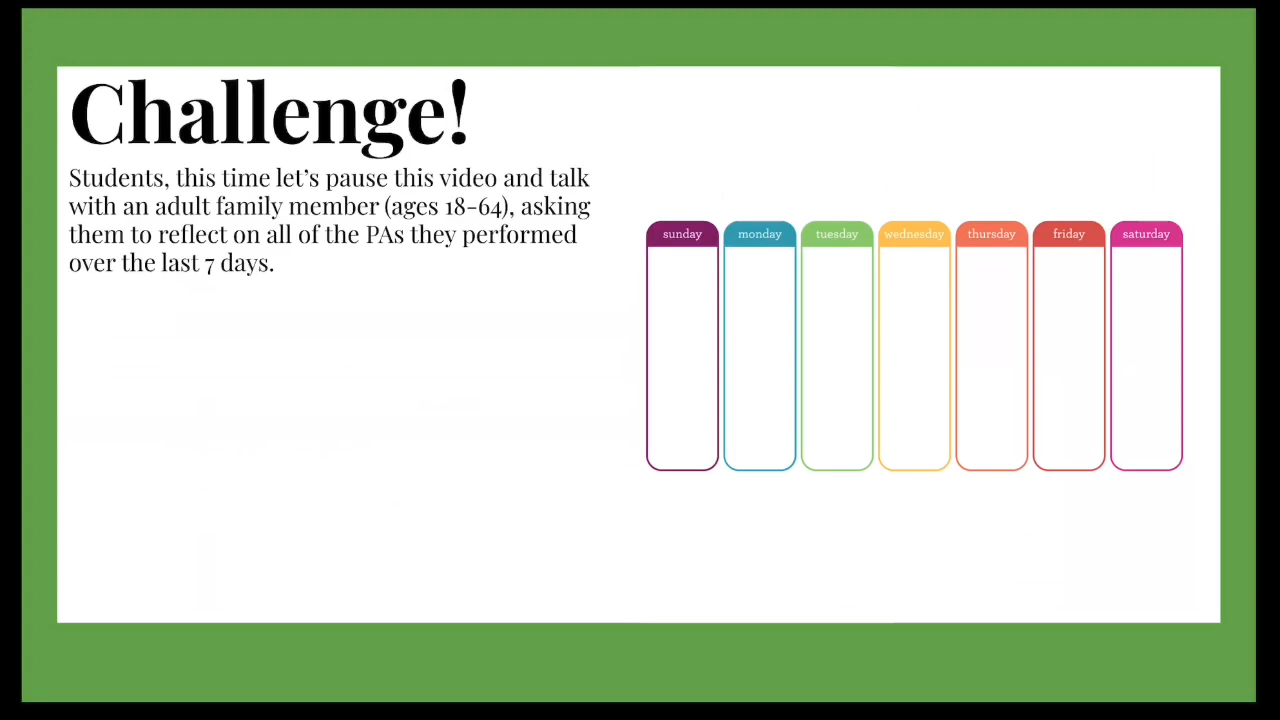 Challenge!
Students, this time let’s pause this video and talk
with an adult family member (ages 18-64), asking
them to reflect on all of the PAs they performed
over the last 7 days.
sunday monday tuesday wednesday thursday friday saturday